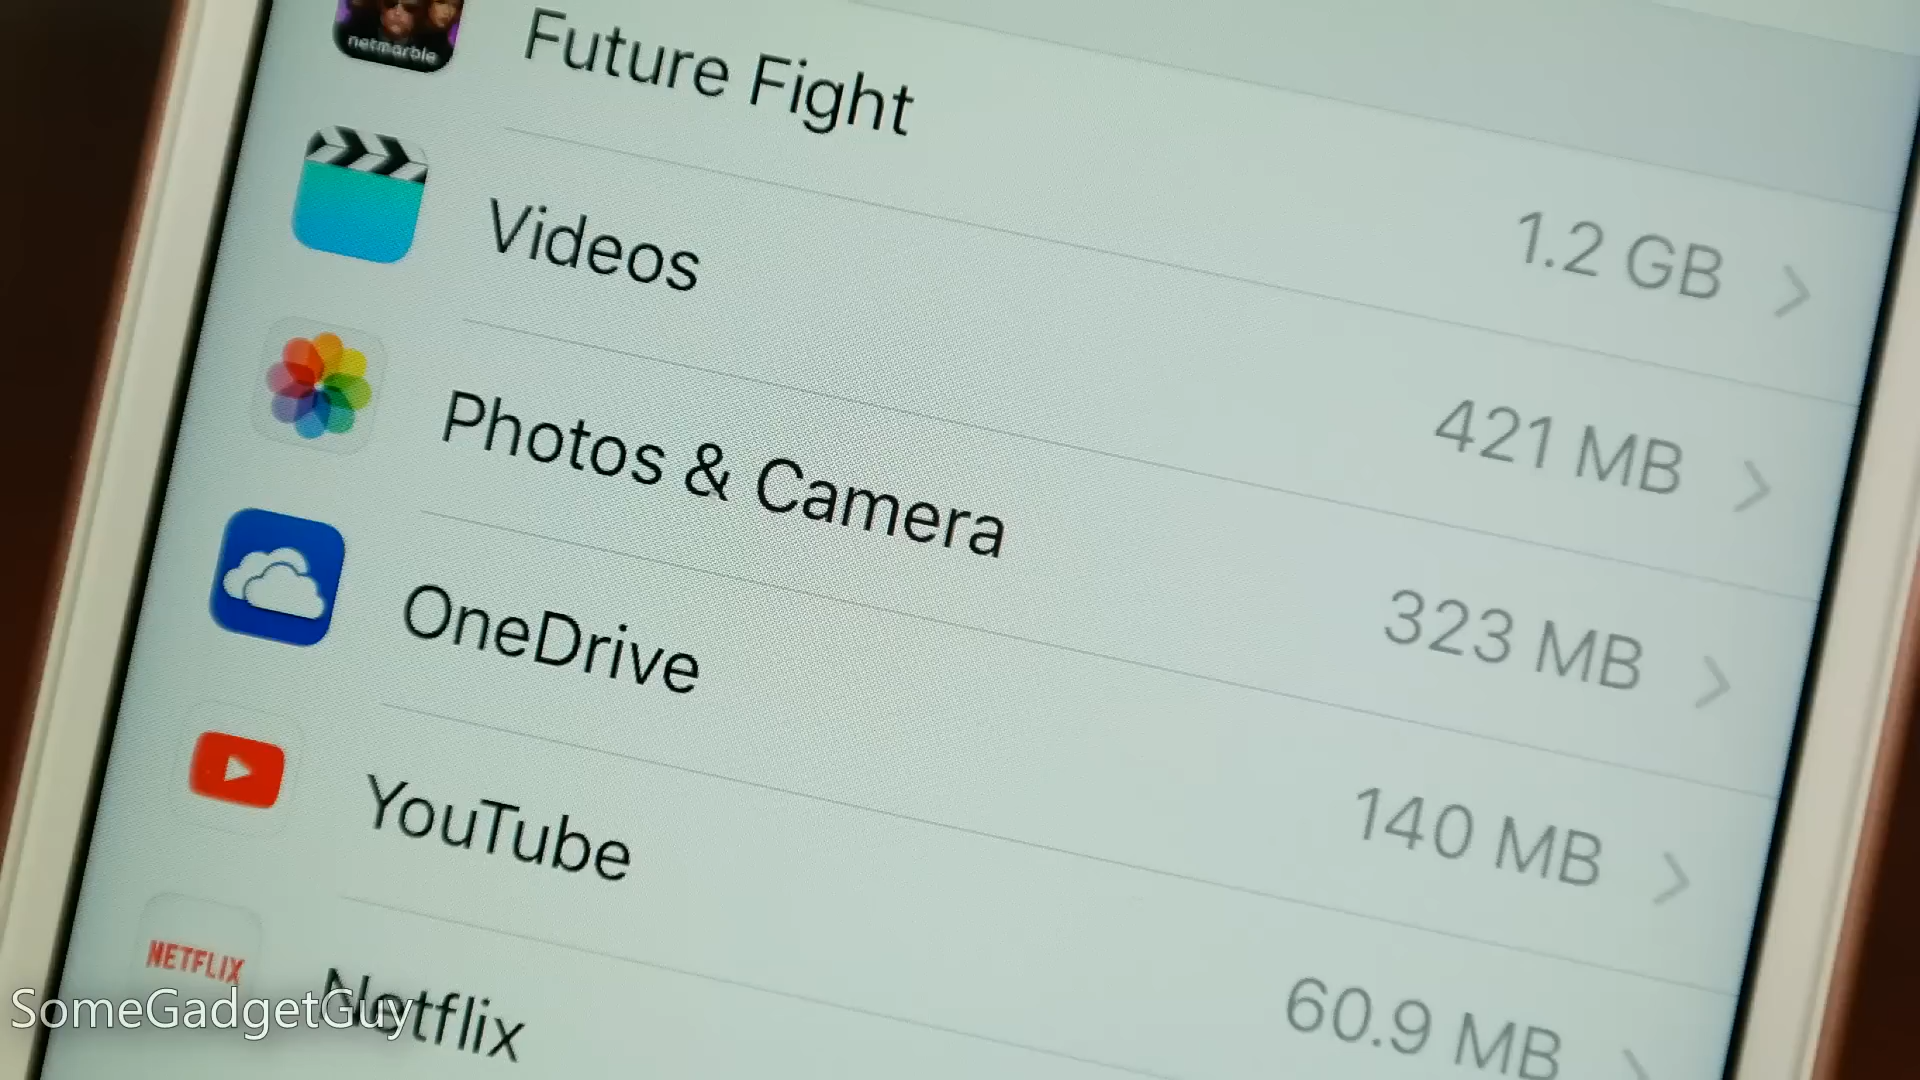 netmarble
Future Fight 1.2 GB
Videos 421 MB
Photos & Camera 323 MB
OneDrive 140 MB
YouTube 60.9 MB
NETFLIX
Netflix
SomeGadgetGuy